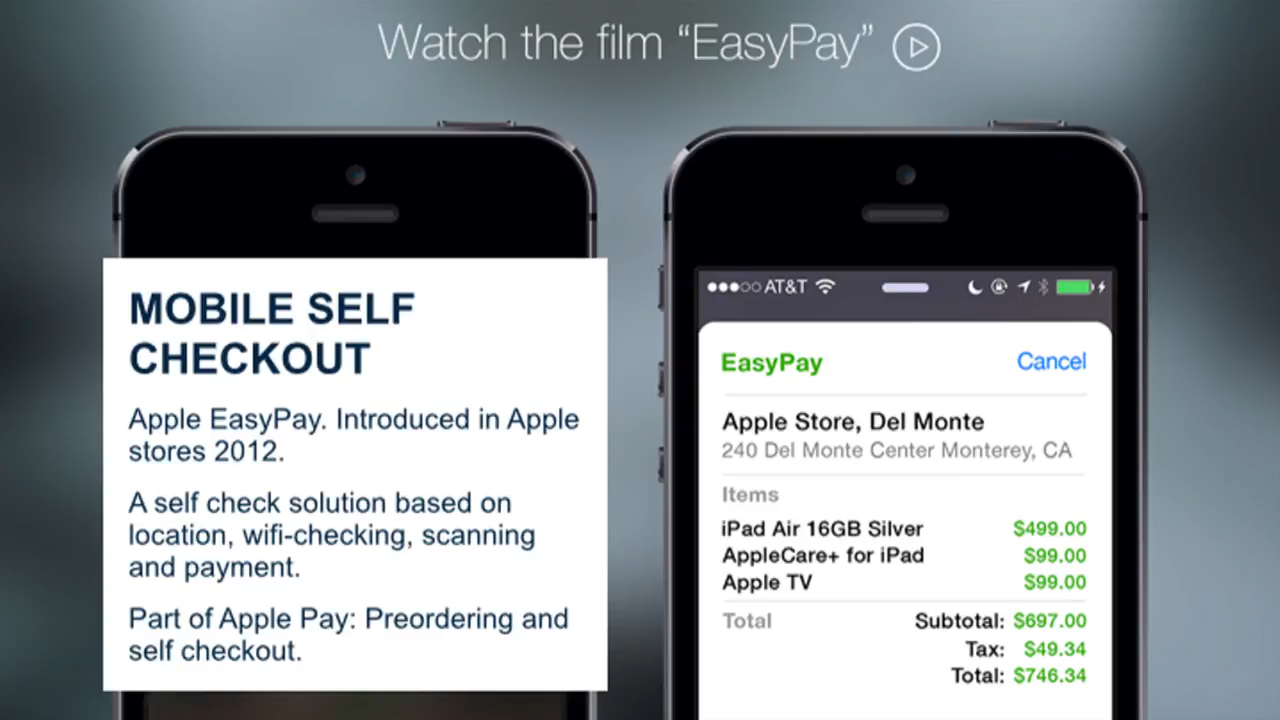 Watch the film “EasyPay”
MOBILE SELF
CHECKOUT
Apple EasyPay. Introduced in Apple
stores 2012.
A self check solution based on
location, wifi-checking, scanning
and payment.
Part of Apple Pay: Preordering and
self checkout.
AT&T
EasyPay Cancel
Apple Store, Del Monte
240 Del Monte Center Monterey, CA
Items
iPad Air 16GB Silver $499.00
AppleCare+ for iPad $99.00
Apple TV $99.00
Total Subtotal: $697.00
Tax: $49.34
Total: $746.34